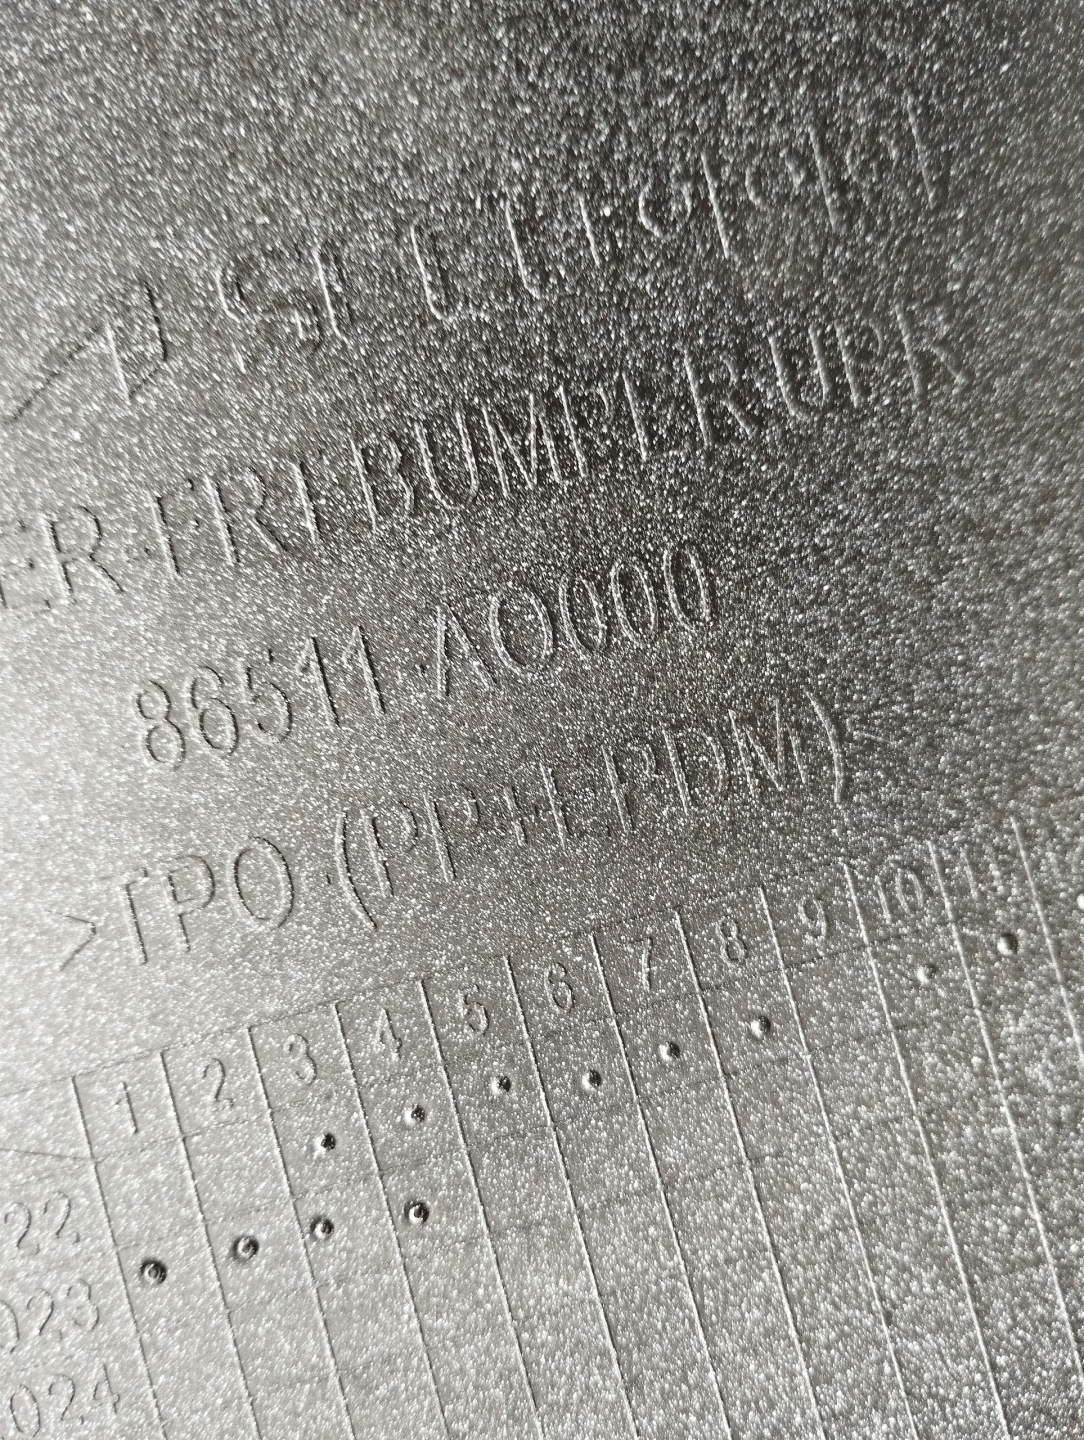 ER-FRT BUMPER UPR
86511-AO000
>TPO (PP+EPDM)
1 2 3 4 5 6 7 8 9 10 11
22
023
024